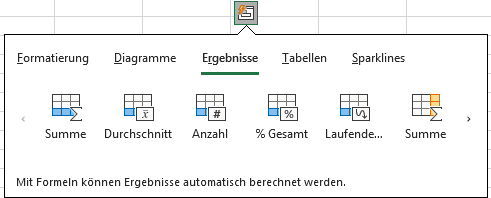 Formatierung Diagramme Ergebnisse Tabellen Sparklines
x̄ # %
Summe Durchschnitt Anzahl % Gesamt Laufende... Summe
Mit Formeln können Ergebnisse automatisch berechnet werden.